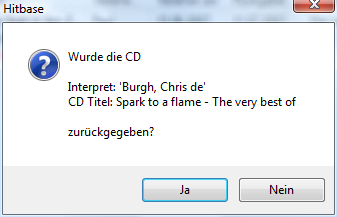 Hitbase
Wurde die CD
Interpret: 'Burgh, Chris de'
CD Titel: Spark to a flame - The very best of
zurückgegeben?
Ja
Nein